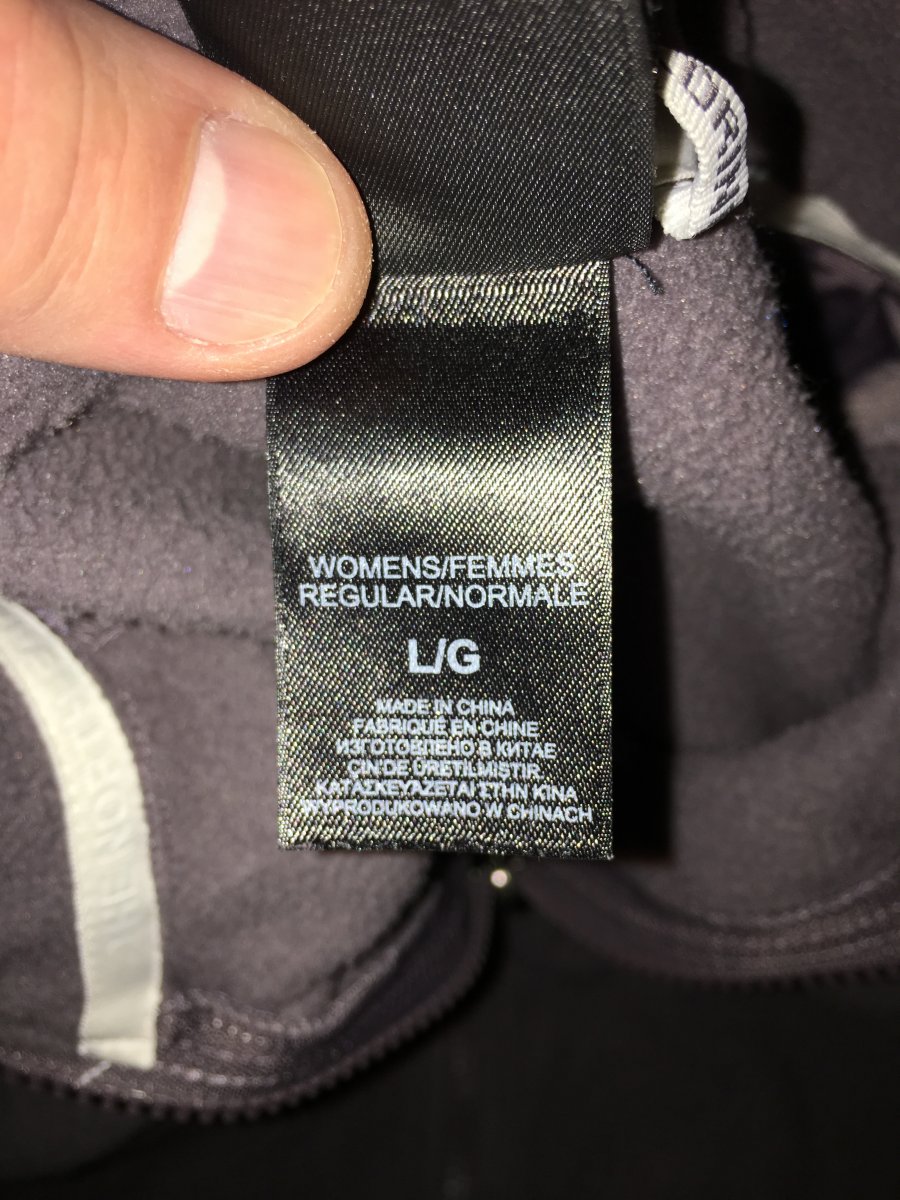 WOMENS/FEMMES
REGULAR/NORMALE
L/G
MADE IN CHINA
FABRIQUÉ EN CHINE
ИЗГОТОВЛЕНО В КИТАЕ
ÇIN'DE ÜRETILMISTIR
ΚΑΤΑΣΚΕΥΑΖΕΤΑΙ ΣΤΗΝ ΚΙΝΑ
WYPRODUKOWANO W CHINACH